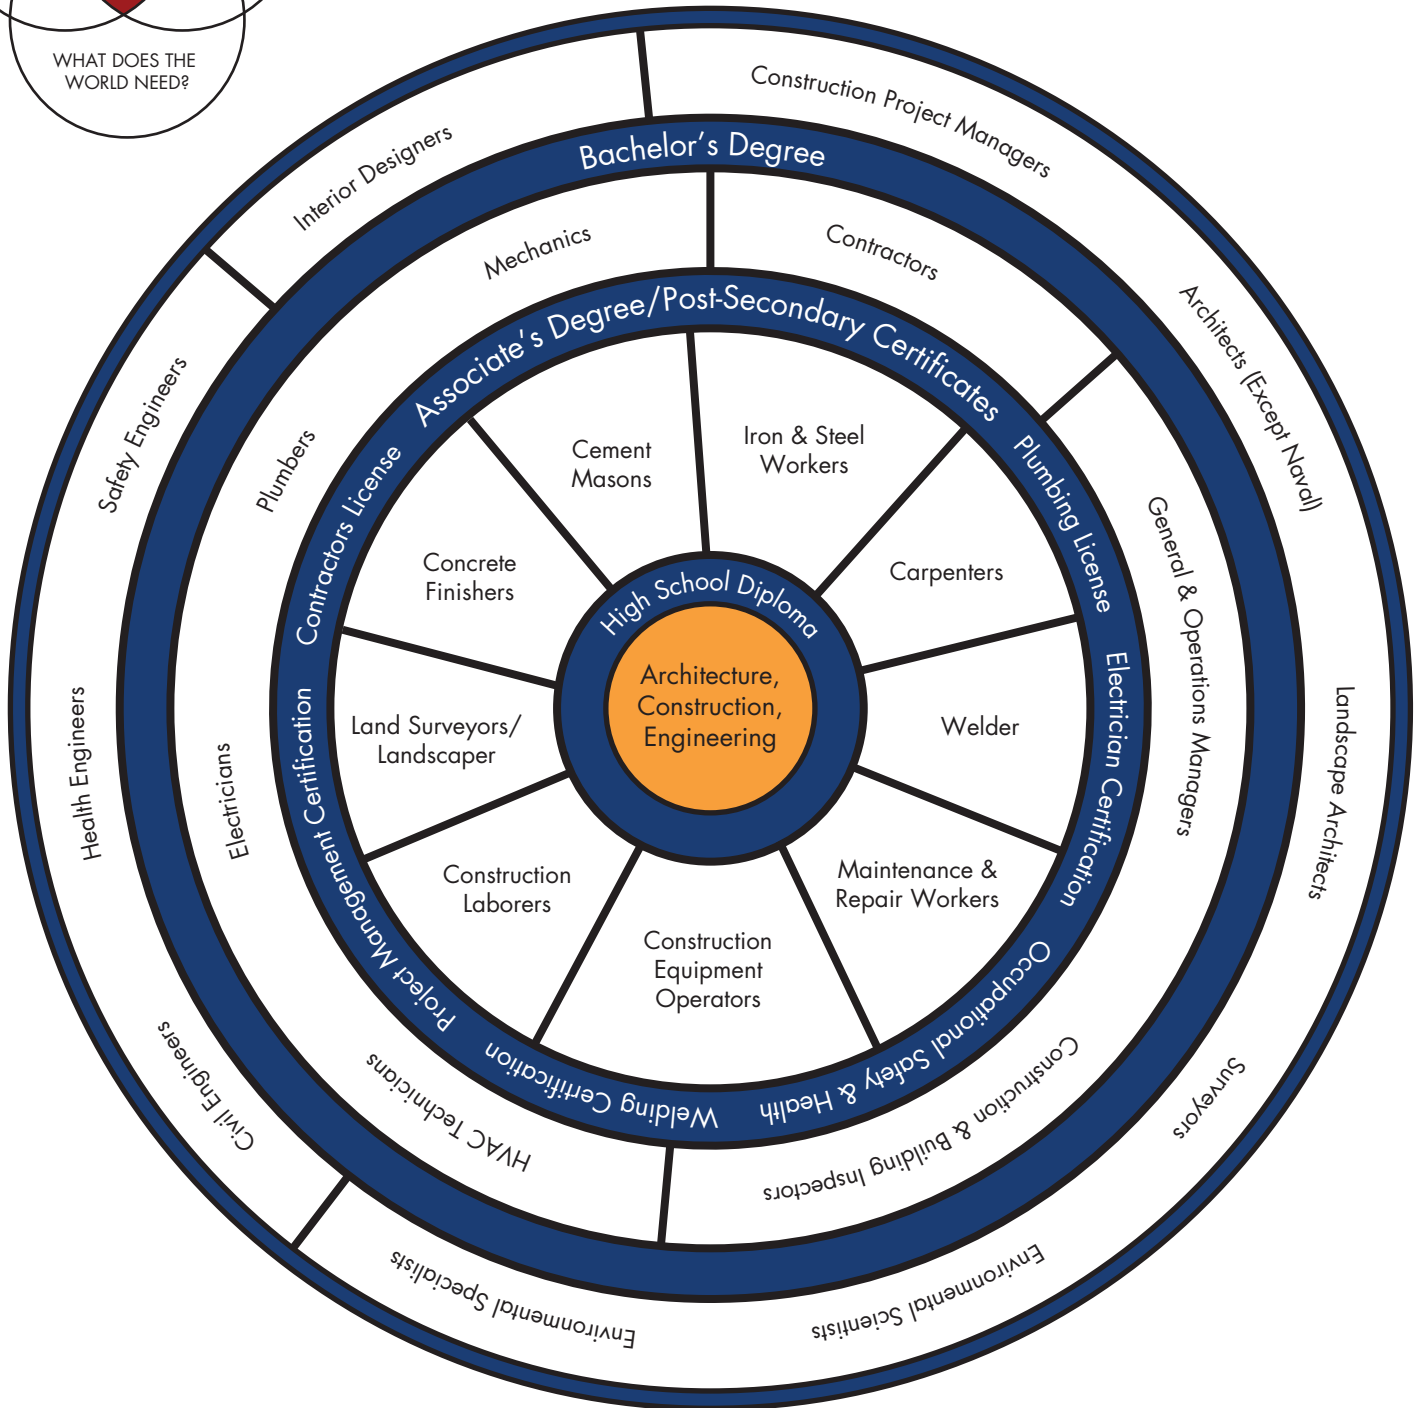 WHAT DOES THE
WORLD NEED?
Construction Project Managers
Architects (Except Naval)
Landscape Architects
Surveyors
Environmental Scientists
Environmental Specialists
Civil Engineers
Health Engineers
Safety Engineers
Interior Designers
Bachelor's Degree
Contractors
General & Operations Managers
Construction & Building Inspectors
HVAC Technicians
Electricians
Plumbers
Mechanics
Associate's Degree/Post-Secondary Certificates
Plumbing License
Electrician Certification
Occupational Safety & Health
Welding Certification
Project Management Certification
Contractors License
Iron & Steel
Workers
Carpenters
Welder
Maintenance &
Repair Workers
Construction
Equipment
Operators
Construction
Laborers
Land Surveyors/
Landscaper
Concrete
Finishers
Cement
Masons
High School Diploma
Architecture,
Construction,
Engineering